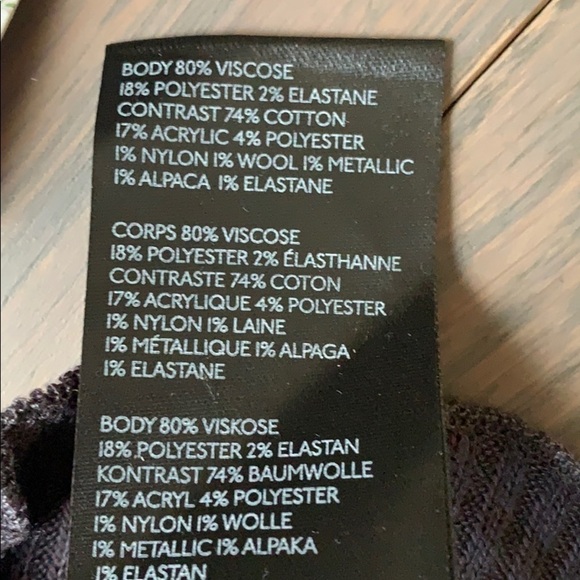 BODY 80% VISCOSE
18% POLYESTER 2% ELASTANE
CONTRAST 74% COTTON
17% ACRYLIC 4% POLYESTER
1% NYLON 1% WOOL 1% METALLIC
1% ALPACA 1% ELASTANE
CORPS 80% VISCOSE
18% POLYESTER 2% ÉLASTHANNE
CONTRASTE 74% COTON
17% ACRYLIQUE 4% POLYESTER
1% NYLON 1% LAINE
1% MÉTALLIQUE 1% ALPAGA
1% ELASTANE
BODY 80% VISKOSE
18% POLYESTER 2% ELASTAN
KONTRAST 74% BAUMWOLLE
17% ACRYL 4% POLYESTER
1% NYLON 1% WOLLE
1% METALLIC 1% ALPAKA
1% ELASTAN